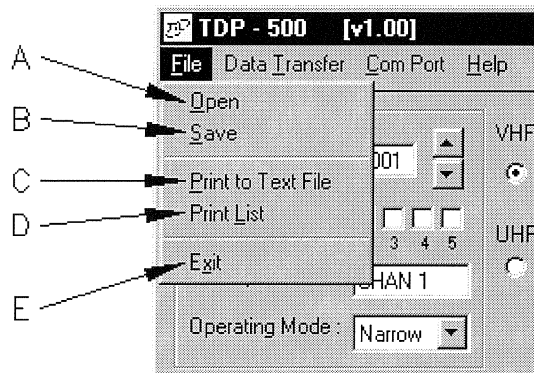 TDP - 500 [v1.00]
File Data Transfer Com Port Help
A
Open
B
Save
VHF
C
Print to Text File
001
D
Print List
3 4 5
UHF
E
Exit
CHAN 1
Operating Mode : Narrow